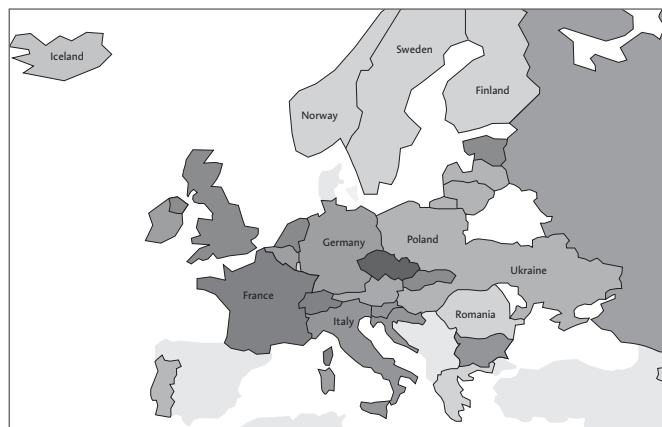 Iceland
Sweden
Finland
Norway
Germany
Poland
Ukraine
France
Italy
Romania